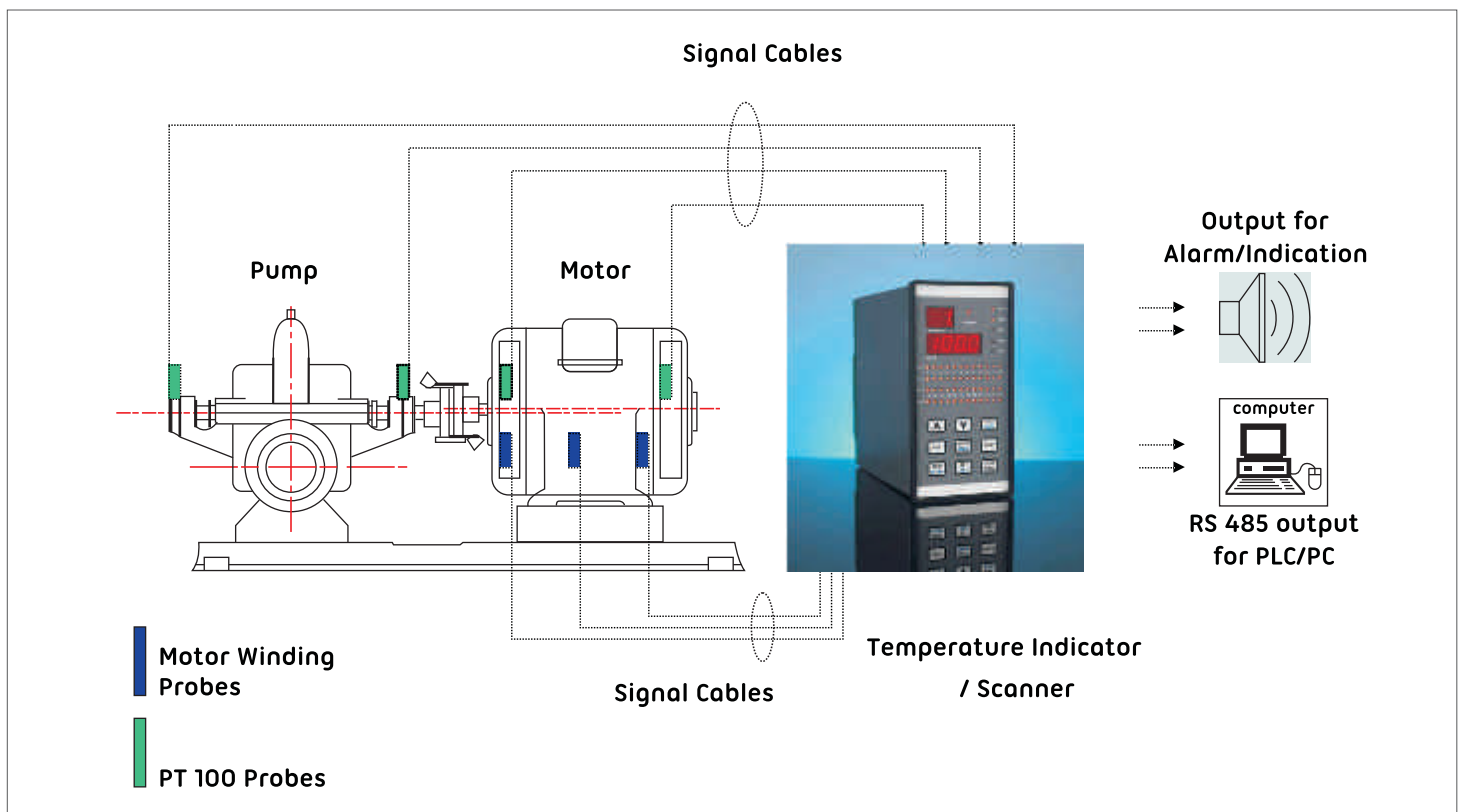 Signal Cables
Output for
Alarm/Indication
Pump
Motor
computer
RS 485 output
for PLC/PC
Temperature Indicator
/ Scanner
Motor Winding
Probes
Signal Cables
PT 100 Probes